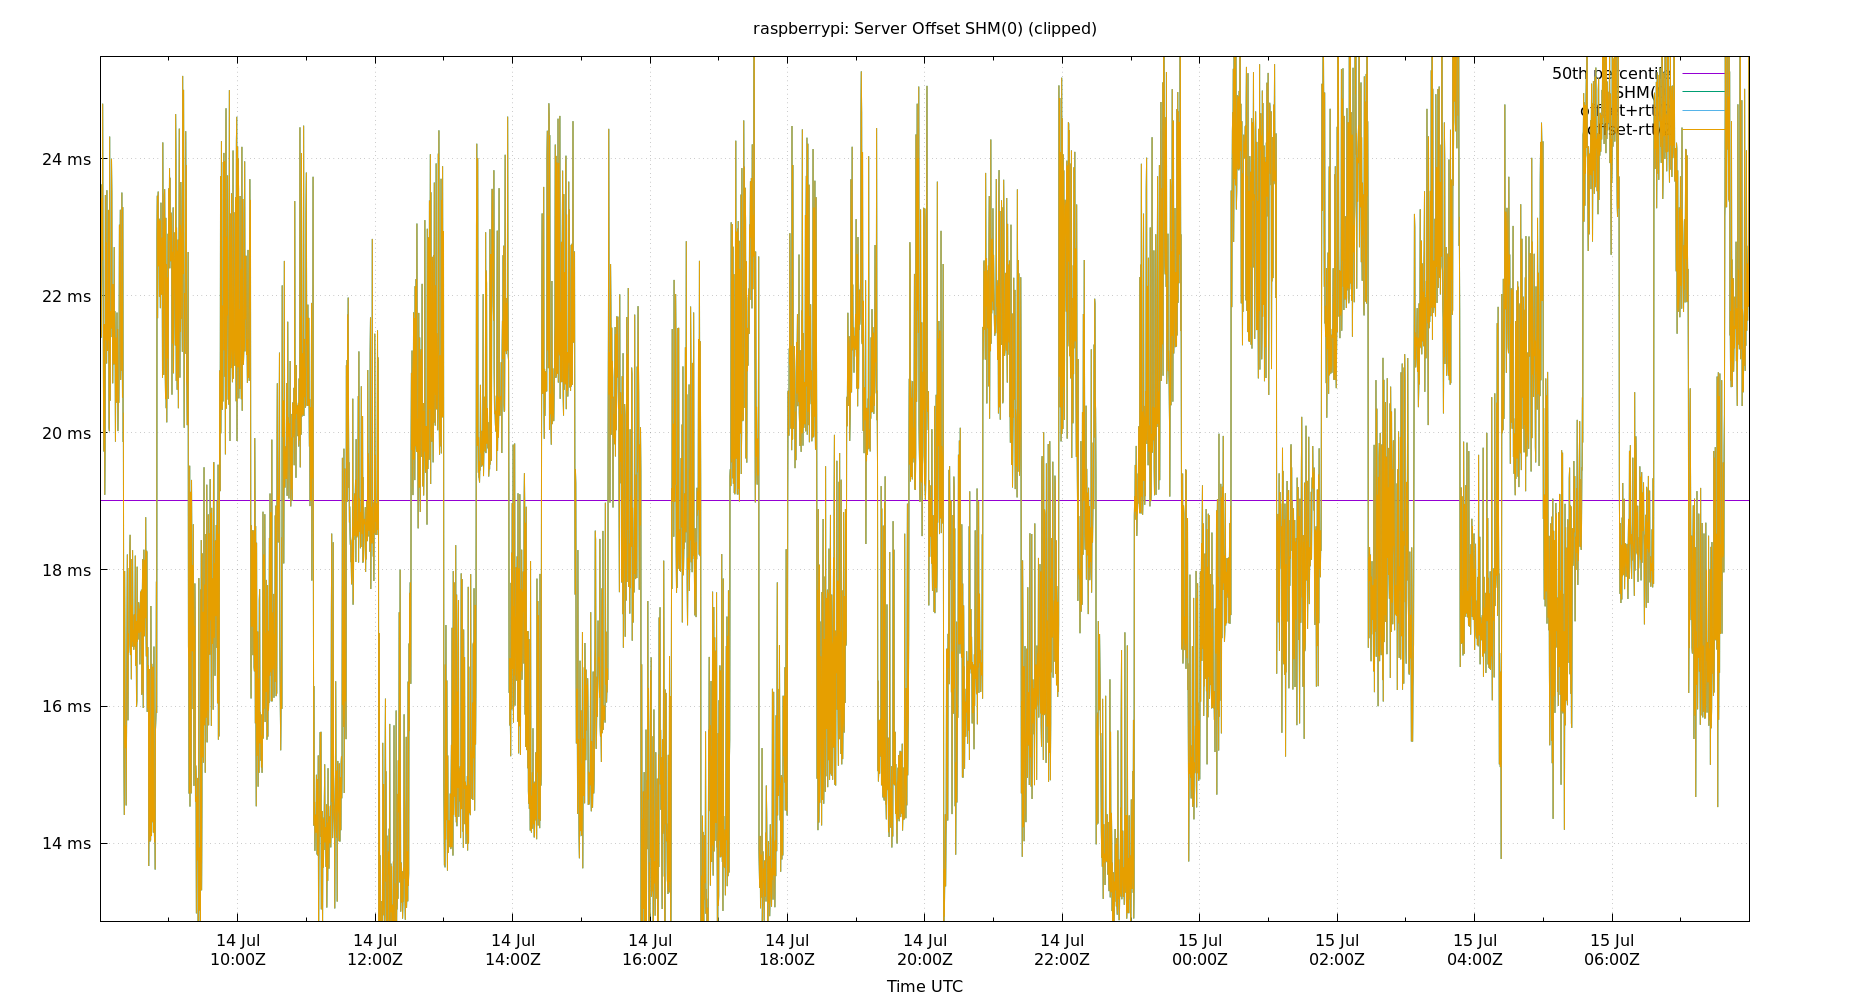 raspberrypi: Server Offset SHM(0) (clipped)
50th percentile
SHM(
24 ms
22 ms
20 ms
18 ms
16 ms
14 ms
14 Jul 14 Jul 14 Jul 14 Jul 14 Jul 14 Jul 14 Jul 15 Jul 15 Jul 15 Jul 15 Jul
10:00Z 12:00Z 14:00Z 16:00Z 18:00Z 20:00Z 22:00Z 00:00Z 02:00Z 04:00Z 06:00Z
Time UTC